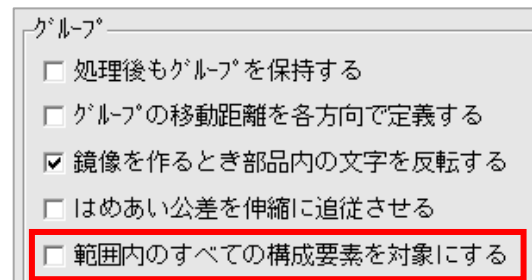 ｸﾞﾙｰﾌﾟ
処理後もｸﾞﾙｰﾌﾟを保持する
ｸﾞﾙｰﾌﾟの移動距離を各方向で定義する
鏡像を作るとき部品内の文字を反転する
はめあい公差を伸縮に追従させる
範囲内のすべての構成要素を対象にする